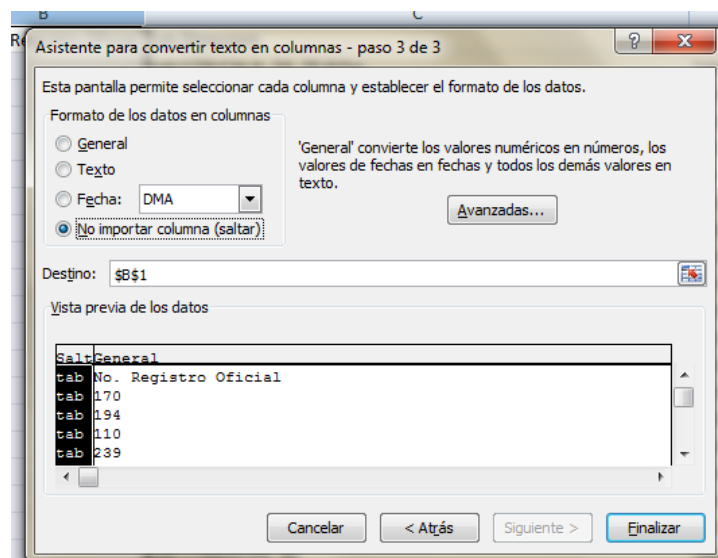 B C
Re
Asistente para convertir texto en columnas - paso 3 de 3
Esta pantalla permite seleccionar cada columna y establecer el formato de los datos.
Formato de los datos en columnas
General
Texto
Fecha: DMA
No importar columna (saltar)
'General' convierte los valores numéricos en números, los
valores de fechas en fechas y todos los demás valores en
texto.
Avanzadas...
Destino: $B$1
Vista previa de los datos
Salt General
tab No. Registro Oficial
tab 170
tab 194
tab 110
tab 239
Cancelar < Atrás Siguiente > Finalizar